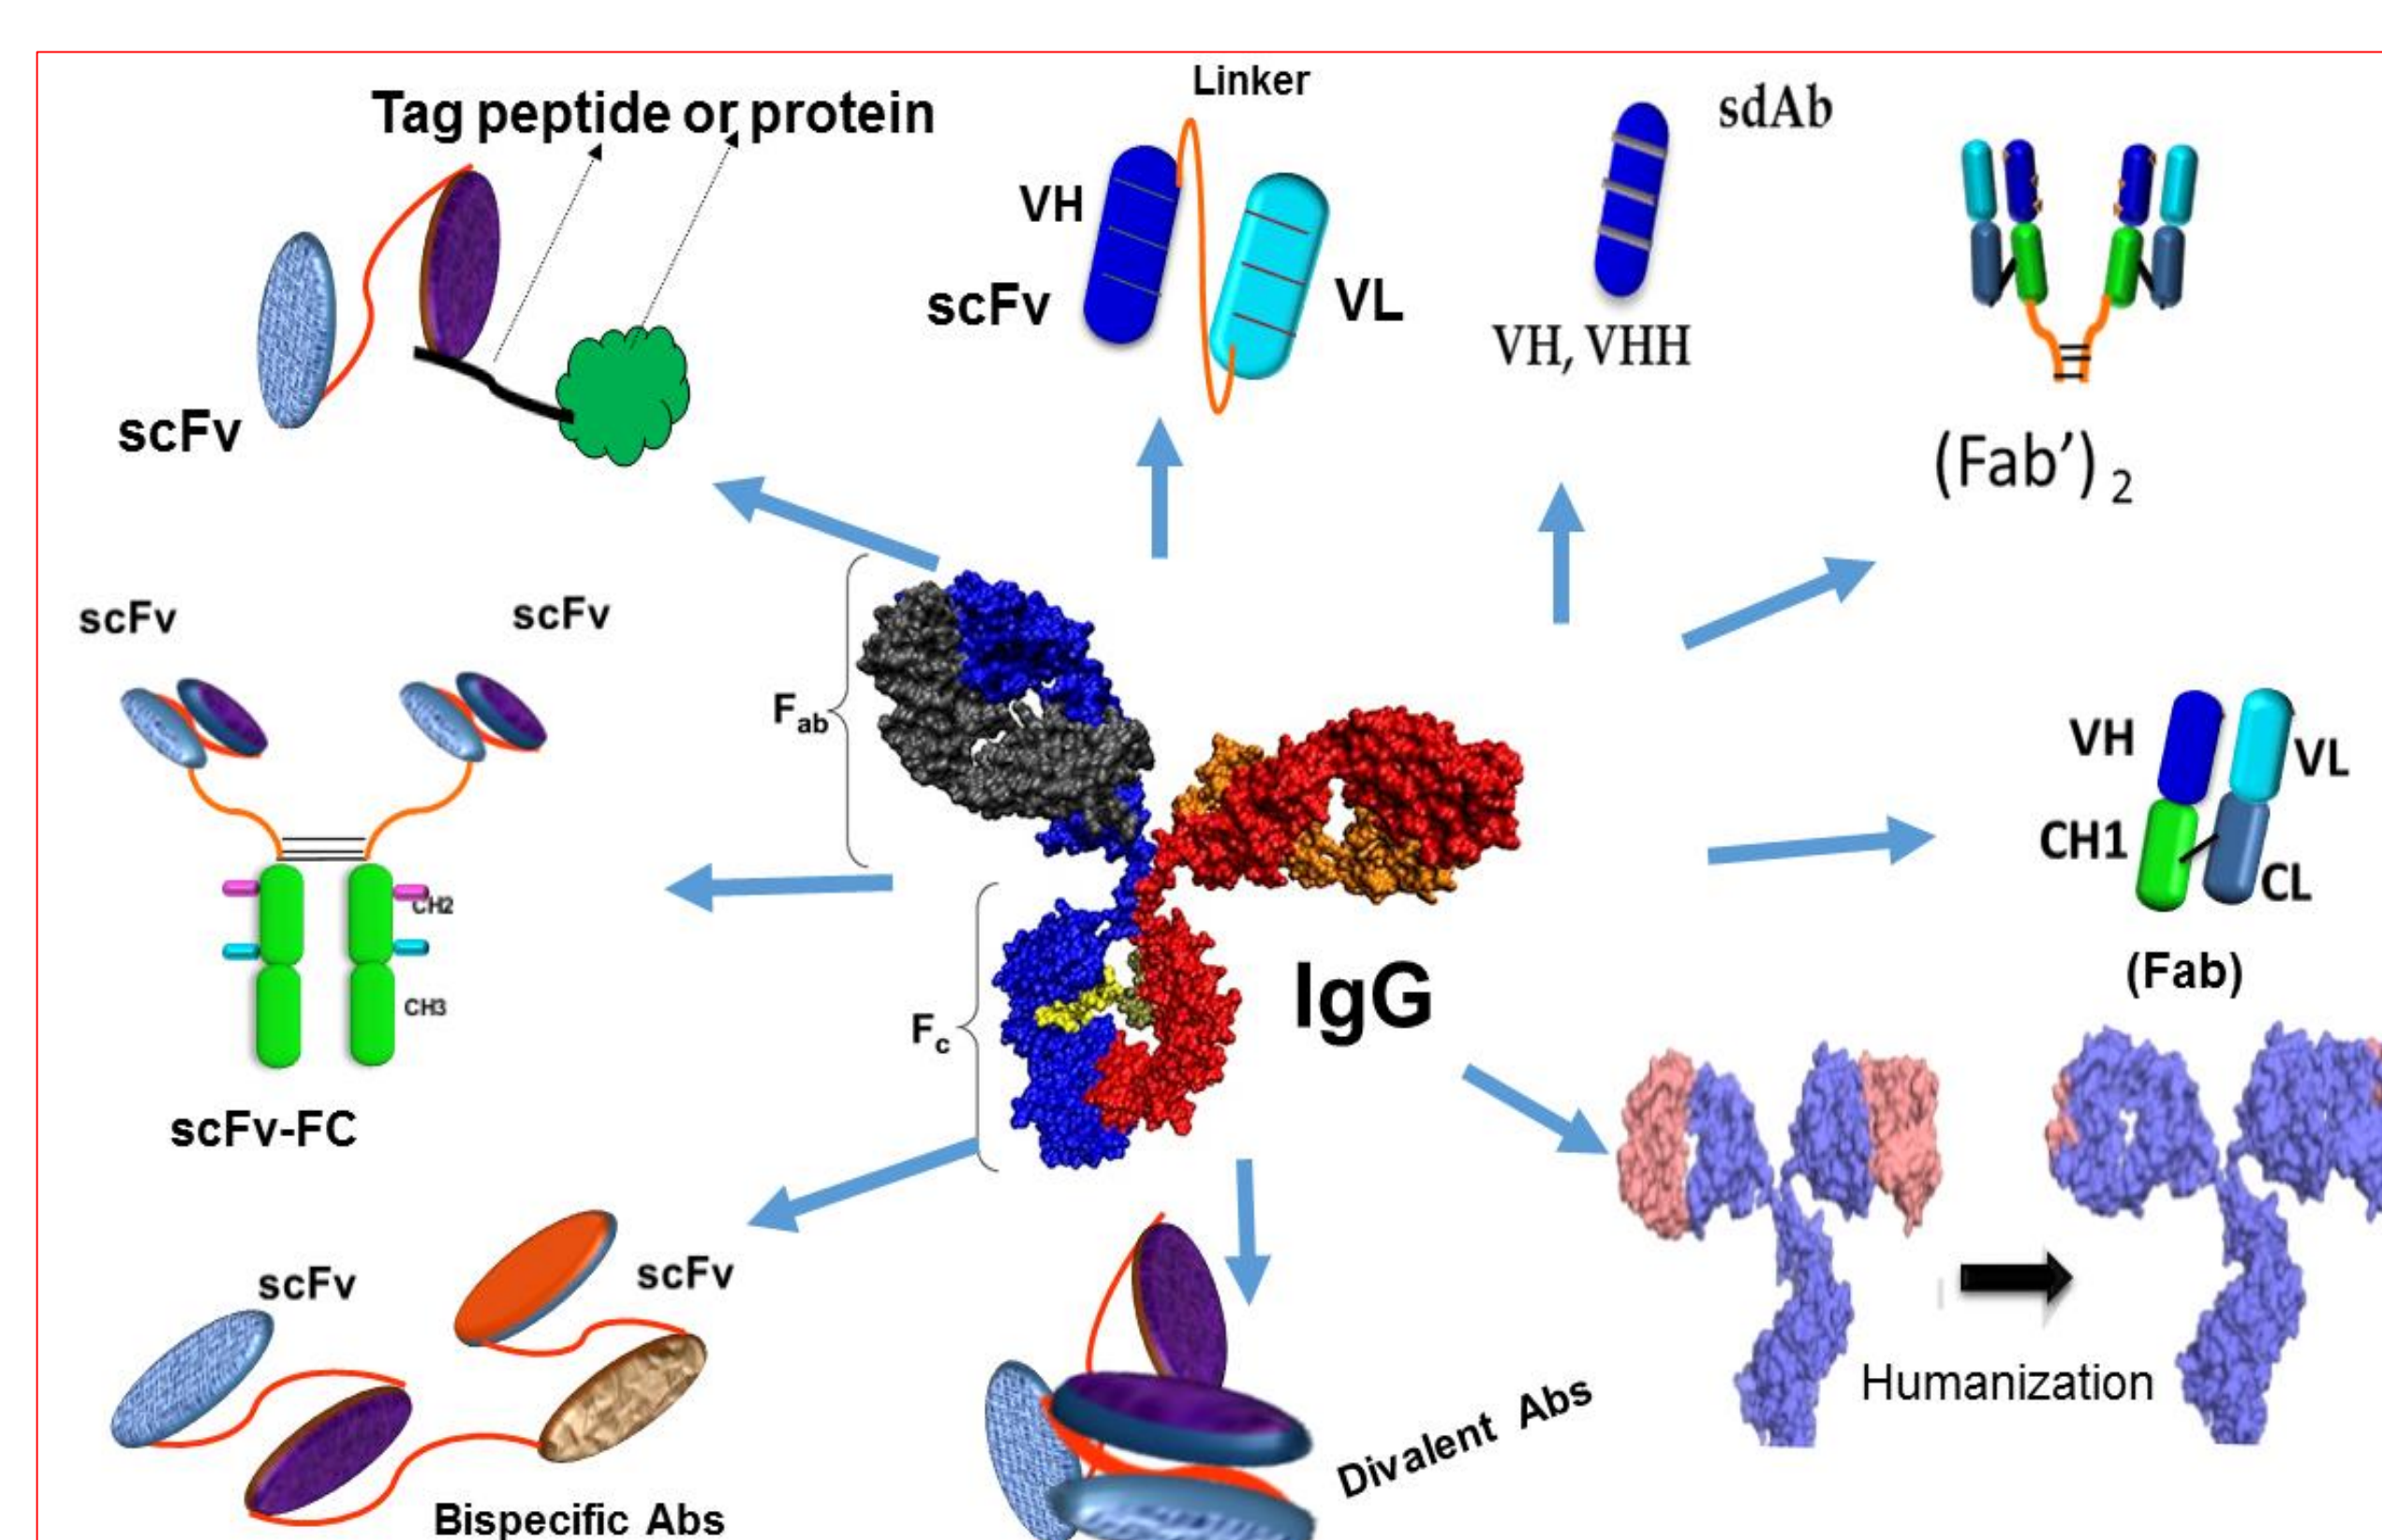 Linker
Tag peptide or protein
sdAb
VH
scFv
VL
VH, VHH
scFv
(Fab’) 2
scFv
scFv
Fab
VH
VL
CH1
CL
CH2
(Fab)
IgG
CH3
Fc
scFv-FC
scFv
scFv
Humanization
Divalent Abs
Bispecific Abs